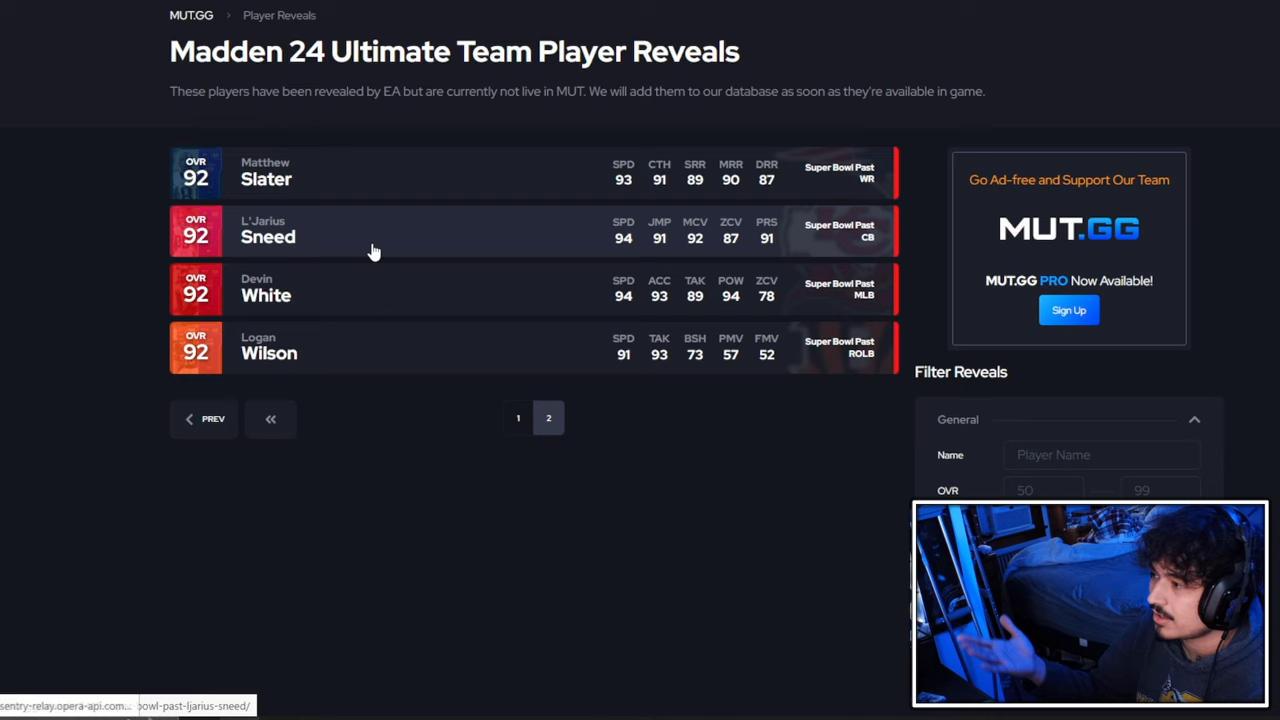 MUT.GG > Player Reveals
Madden 24 Ultimate Team Player Reveals
These players have been revealed by EA but are currently not live in MUT. We will add them to our database as soon as they're available in game.
OVR 92 Matthew Slater SPD 93 CTH 91 SRR 89 MRR 90 DRR 87 Super Bowl Past WR
OVR 92 L'Jarius Sneed SPD 94 JMP 91 MCV 92 ZCV 87 PRS 91 Super Bowl Past CB
OVR 92 Devin White SPD 94 ACC 93 TAK 89 POW 94 ZCV 78 Super Bowl Past MLB
OVR 92 Logan Wilson SPD 91 TAK 93 BSH 73 PMV 57 FMV 52 Super Bowl Past ROLB
PREV « 1 2
Go Ad-free and Support Our Team
MUT.GG
MUT.GG PRO Now Available!
Sign Up
Filter Reveals
General
Name Player Name
OVR 50 99
sentry-relay.opera-api.com... bowl-past-ljarius-sneed/